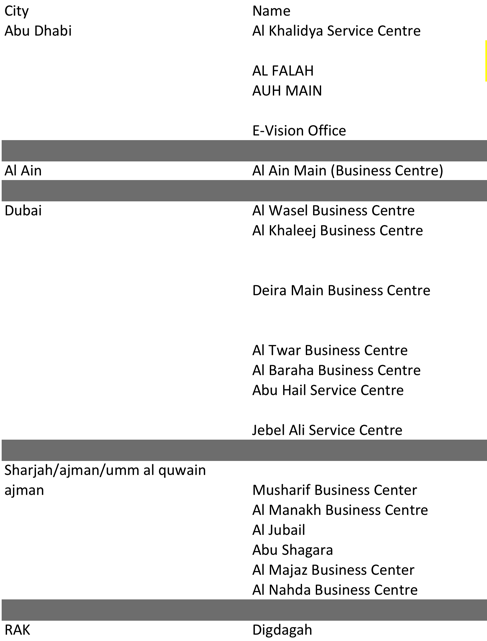 City Name
Abu Dhabi Al Khalidya Service Centre
AL FALAH
AUH MAIN
E-Vision Office
Al Ain Al Ain Main (Business Centre)
Dubai Al Wasel Business Centre
Al Khaleej Business Centre
Deira Main Business Centre
Al Twar Business Centre
Al Baraha Business Centre
Abu Hail Service Centre
Jebel Ali Service Centre
Sharjah/ajman/umm al quwain
ajman Musharif Business Center
Al Manakh Business Centre
Al Jubail
Abu Shagara
Al Majaz Business Center
Al Nahda Business Centre
RAK Digdagah